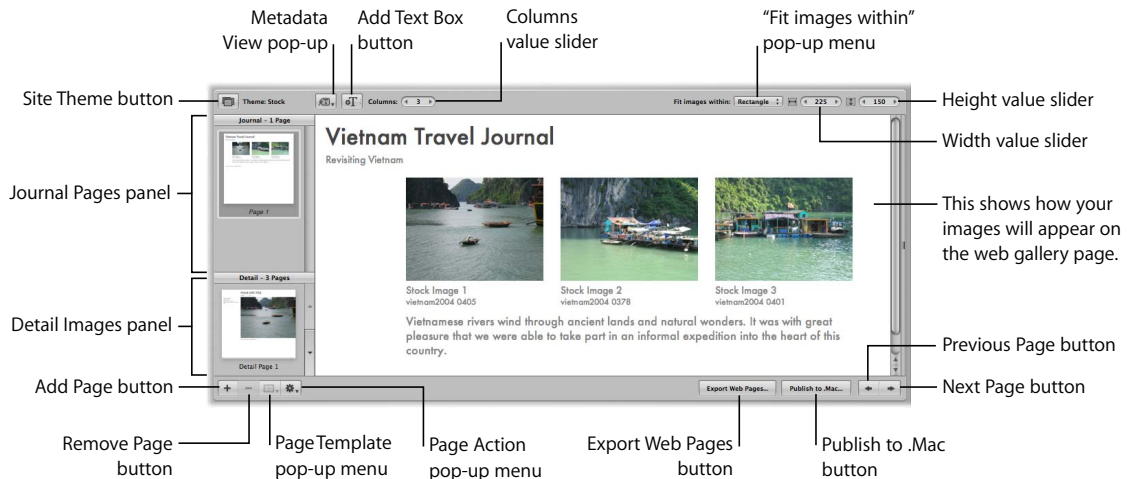 Metadata
View pop-up
Add Text Box
button
Columns
value slider
“Fit images within”
pop-up menu
Site Theme button
Theme: Stock
Columns:
3
Fit images within:
Rectangle
225
150
Height value slider
Width value slider
Journal – 1 Page
Page 1
Journal Pages panel
Vietnam Travel Journal
Revisiting Vietnam
This shows how your
images will appear on
the web gallery page.
Stock Image 1
vietnam2004 0405
Stock Image 2
vietnam2004 0378
Stock Image 3
vietnam2004 0401
Vietnamese rivers wind through ancient lands and natural wonders. It was with great
pleasure that we were able to take part in an informal expedition into the heart of this
country.
Detail – 3 Pages
Detail Images panel
Detail Page 1
Previous Page button
Add Page button
Export Web Pages...
Publish to .Mac...
Next Page button
Remove Page
button
Page Template
pop-up menu
Page Action
pop-up menu
Export Web Pages
button
Publish to .Mac
button